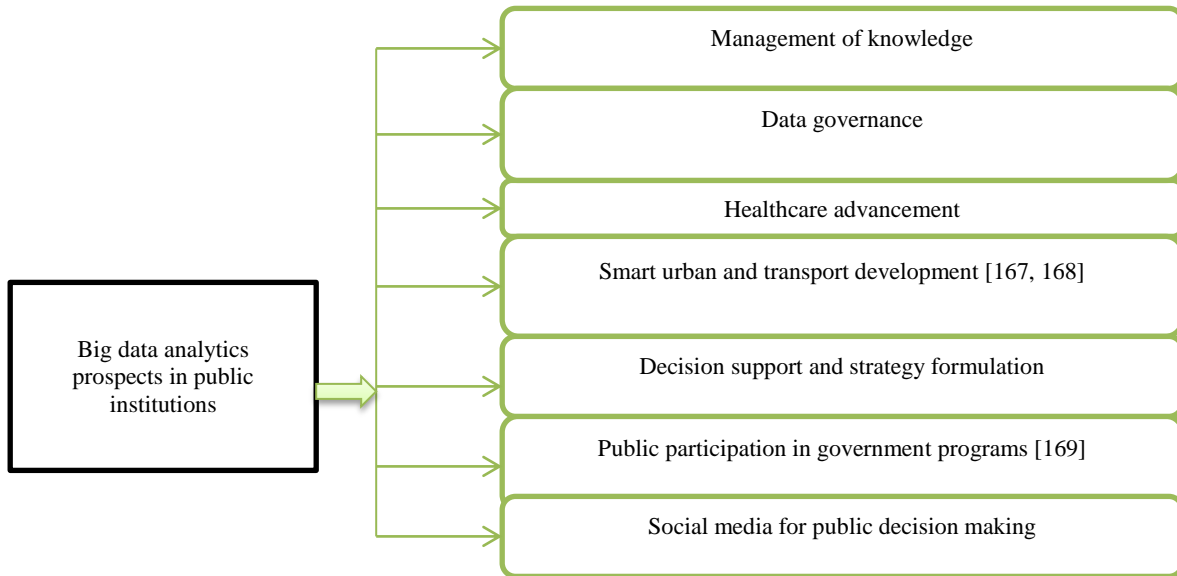 Management of knowledge
Data governance
Healthcare advancement
Smart urban and transport development [167, 168]
Big data analytics
prospects in public
institutions
Decision support and strategy formulation
Public participation in government programs [169]
Social media for public decision making